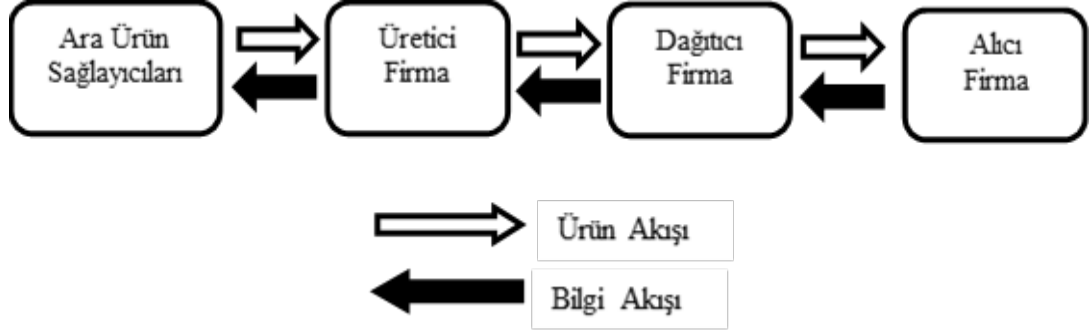 Ara Ürün
Sağlayıcıları
Üretici
Firma
Dağıtıcı
Firma
Alıcı
Firma
Ürün Akışı
Bilgi Akışı